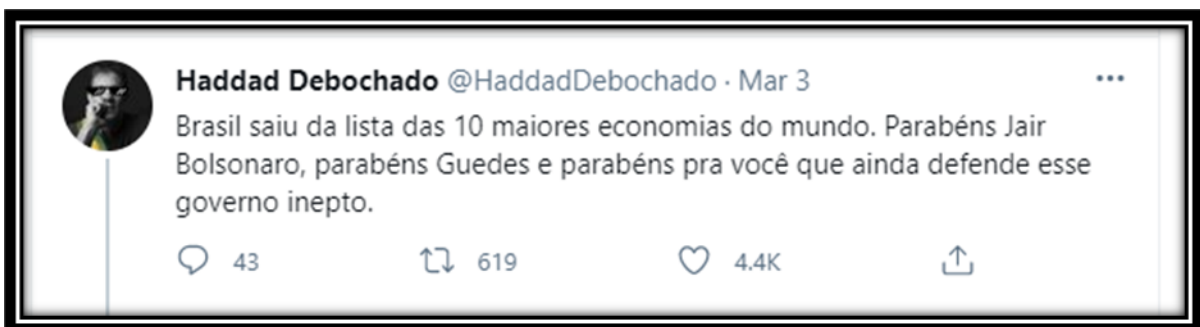 Haddad Debochado @HaddadDebochado · Mar 3
Brasil saiu da lista das 10 maiores economias do mundo. Parabéns Jair
Bolsonaro, parabéns Guedes e parabéns pra você que ainda defende esse
governo inepto.
43 619 4.4K